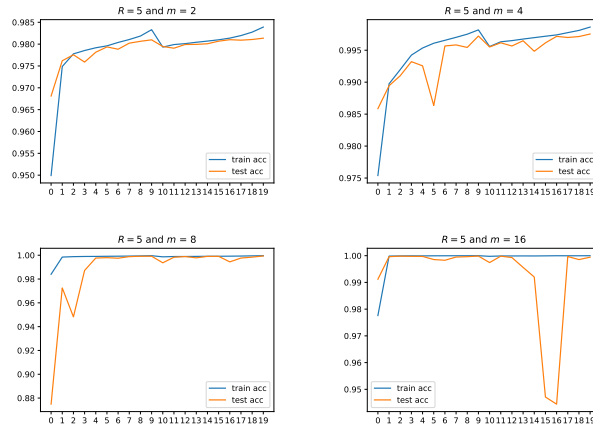 R = 5 and m = 2
0.985
0.980
0.975
0.970
0.965
0.960
0.955
0.950
train acc
test acc
0 1 2 3 4 5 6 7 8 9 10 11 12 13 14 15 16 17 18 19
R = 5 and m = 4
0.995
0.990
0.985
0.980
0.975
train acc
test acc
0 1 2 3 4 5 6 7 8 9 10 11 12 13 14 15 16 17 18 19
R = 5 and m = 8
1.00
0.98
0.96
0.94
0.92
0.90
0.88
train acc
test acc
0 1 2 3 4 5 6 7 8 9 10 11 12 13 14 15 16 17 18 19
R = 5 and m = 16
1.00
0.99
0.98
0.97
0.96
0.95
train acc
test acc
0 1 2 3 4 5 6 7 8 9 10 11 12 13 14 15 16 17 18 19